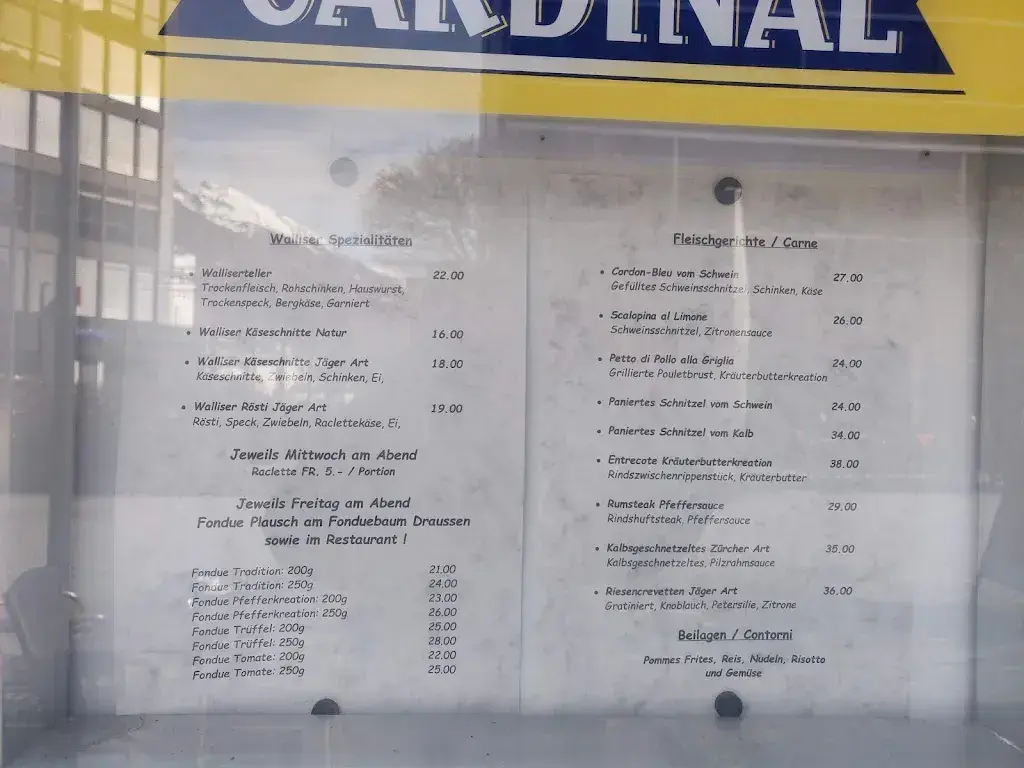 CARDINAL
Walliser Spezialitäten
• Walliserteller 22.00
Trockenfleisch, Rohschinken, Hauswurst,
Trockenspeck, Bergkäse, Garniert
• Walliser Käseschnitte Natur 16.00
• Walliser Käseschnitte Jäger Art 18.00
Käseschnitte, Zwiebeln, Schinken, Ei,
• Walliser Rösti Jäger Art 19.00
Rösti, Speck, Zwiebeln, Raclettekäse, Ei,
Jeweils Mittwoch am Abend
Raclette FR. 5.- / Portion
Jeweils Freitag am Abend
Fondue Plausch am Fonduebaum Draussen
sowie im Restaurant !
Fondue Tradition: 200g 21.00
Fondue Tradition: 250g 24.00
Fondue Pfefferkreation: 200g 23.00
Fondue Pfefferkreation: 250g 26.00
Fondue Trüffel: 200g 25.00
Fondue Trüffel: 250g 28.00
Fondue Tomate: 200g 22.00
Fondue Tomate: 250g 25.00
Fleischgerichte / Carne
• Cordon-Bleu vom Schwein 27.00
Gefülltes Schweinsschnitzel, Schinken, Käse
• Scalopina al Limone 26.00
Schweinsschnitzel, Zitronensauce
• Petto di Pollo alla Griglia 24.00
Grillierte Pouletbrust, Kräuterbutterkreation
• Paniertes Schnitzel vom Schwein 24.00
• Paniertes Schnitzel vom Kalb 34.00
• Entrecote Kräuterbutterkreation 38.00
Rindszwischenrippenstück, Kräuterbutter
• Rumsteak Pfeffersauce 29.00
Rindshuftsteak, Pfeffersauce
• Kalbsgeschnetzeltes Zürcher Art 35.00
Kalbsgeschnetzeltes, Pilzrahmsauce
• Riesencrevetten Jäger Art 36.00
Gratiniert, Knoblauch, Petersilie, Zitrone
Beilagen / Contorni
Pommes Frites, Reis, Nudeln, Risotto
und Gemüse